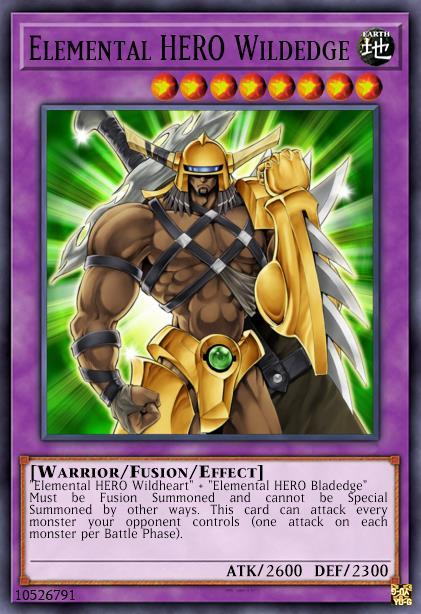 ELEMENTAL HERO WILDEDGE
EARTH
地
[WARRIOR/FUSION/EFFECT]
"Elemental HERO Wildheart" + "Elemental HERO Bladedge"
Must be Fusion Summoned and cannot be Special
Summoned by other ways. This card can attack every
monster your opponent controls (one attack on each
monster per Battle Phase).
ATK/2600 DEF/2300
10526791